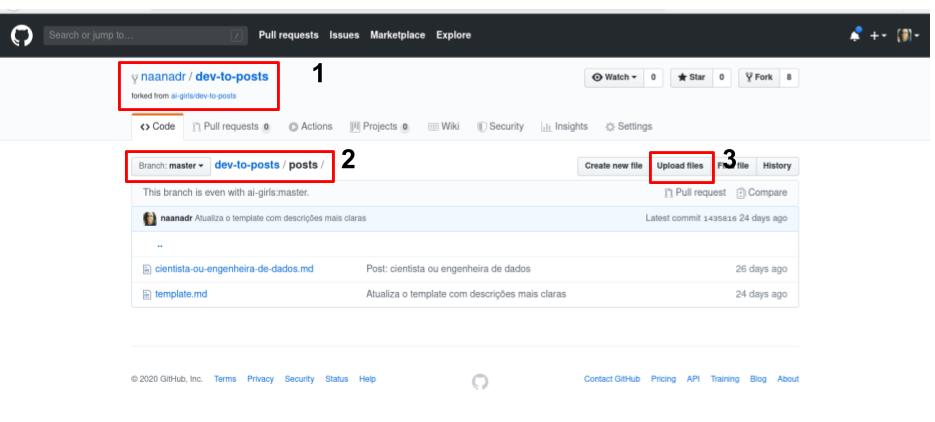 Search or jump to... / Pull requests Issues Marketplace Explore
naanadr / dev-to-posts 1 Watch 0 Star 0 Fork 8
forked from ai-girls/dev-to-posts
Code Pull requests 0 Actions Projects 0 Wiki Security Insights Settings
Branch: master dev-to-posts / posts / 2 Create new file Upload files 3 file History
This branch is even with ai-girls:master. Pull request Compare
naanadr Atualiza o template com descrições mais claras Latest commit 1435816 24 days ago
..
cientista-ou-engenheira-de-dados.md Post: cientista ou engenheira de dados 26 days ago
template.md Atualiza o template com descrições mais claras 24 days ago
© 2020 GitHub, Inc. Terms Privacy Security Status Help Contact GitHub Pricing API Training Blog About